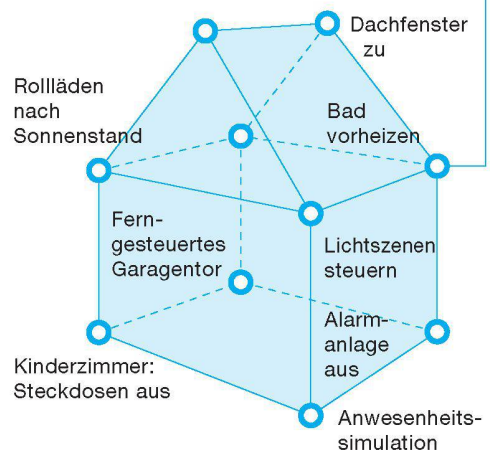 Dachfenster
zu
Rollläden
nach
Sonnenstand
Bad
vorheizen
Fern-
gesteuertes
Garagentor
Lichtszenen
steuern
Alarm-
anlage
aus
Kinderzimmer:
Steckdosen aus
Anwesenheits-
simulation